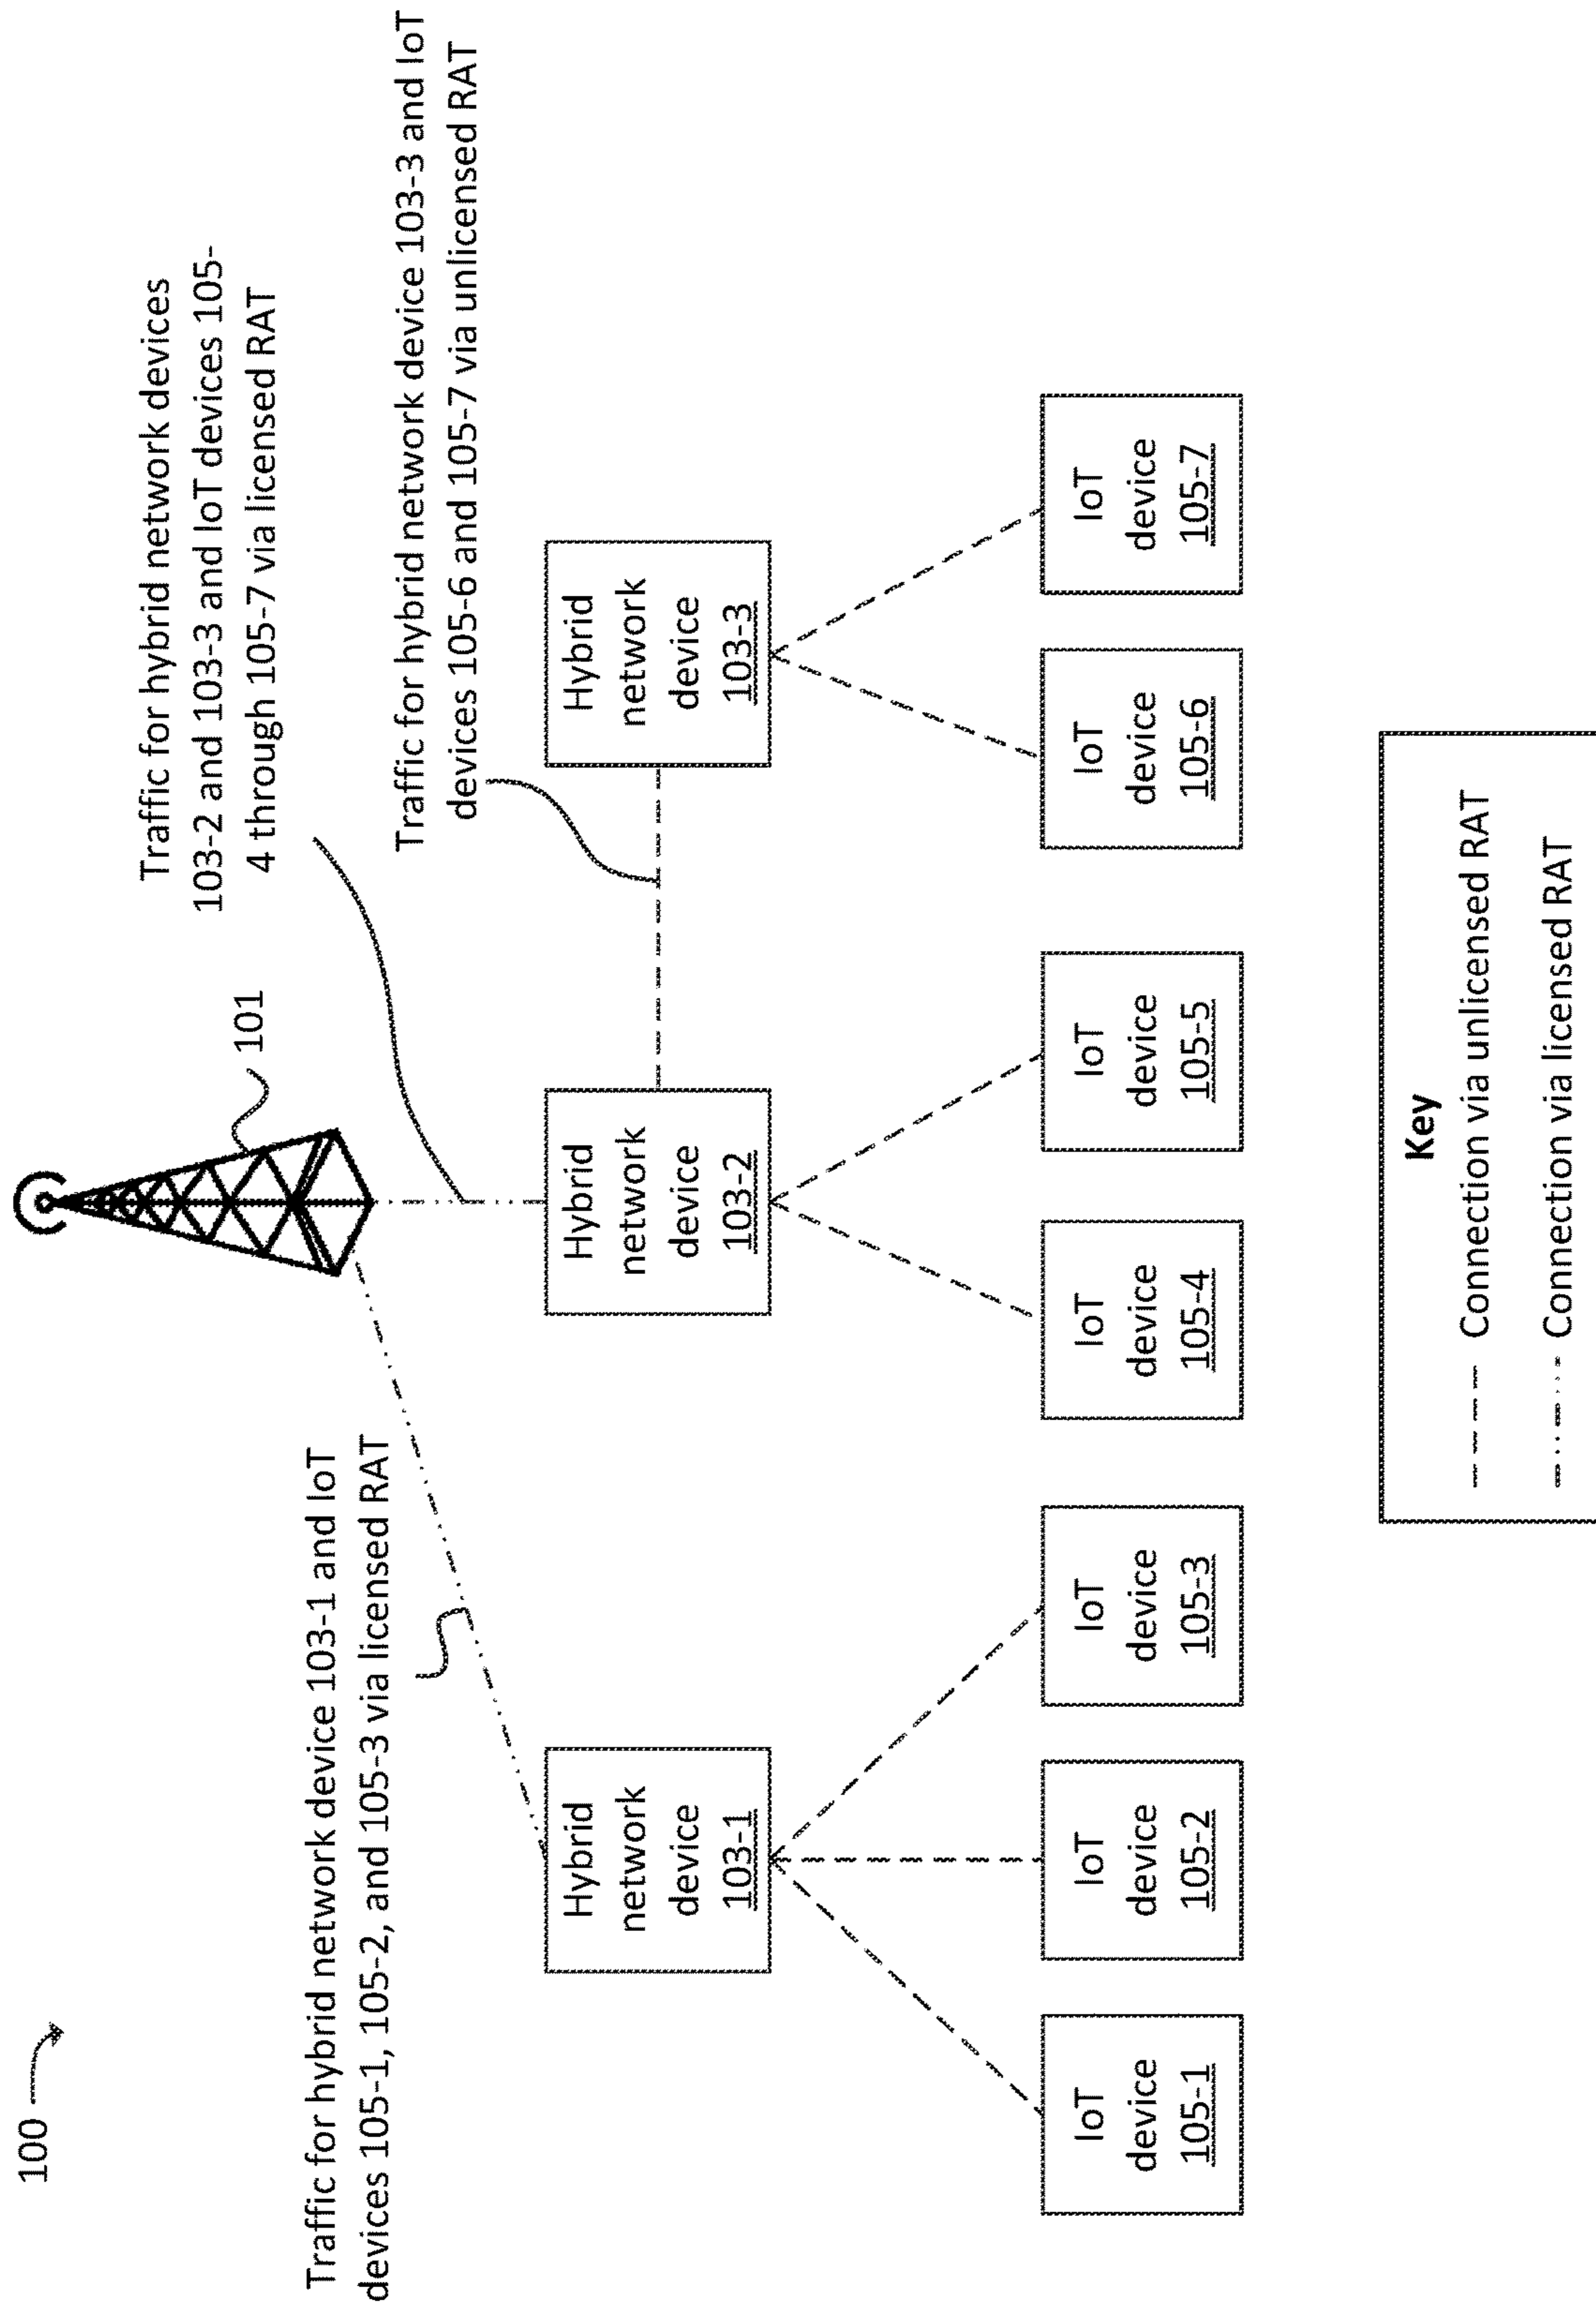 100
101
Traffic for hybrid network devices
103-2 and 103-3 and IoT devices 105-
4 through 105-7 via licensed RAT
Traffic for hybrid network device 103-1 and IoT
devices 105-1, 105-2, and 105-3 via licensed RAT
Traffic for hybrid network device 103-3 and IoT
devices 105-6 and 105-7 via unlicensed RAT
Hybrid
network
device
103-1
Hybrid
network
device
103-2
Hybrid
network
device
103-3
IoT
device
105-1
IoT
device
105-2
IoT
device
105-3
IoT
device
105-4
IoT
device
105-5
IoT
device
105-6
IoT
device
105-7
Key
Connection via unlicensed RAT
Connection via licensed RAT